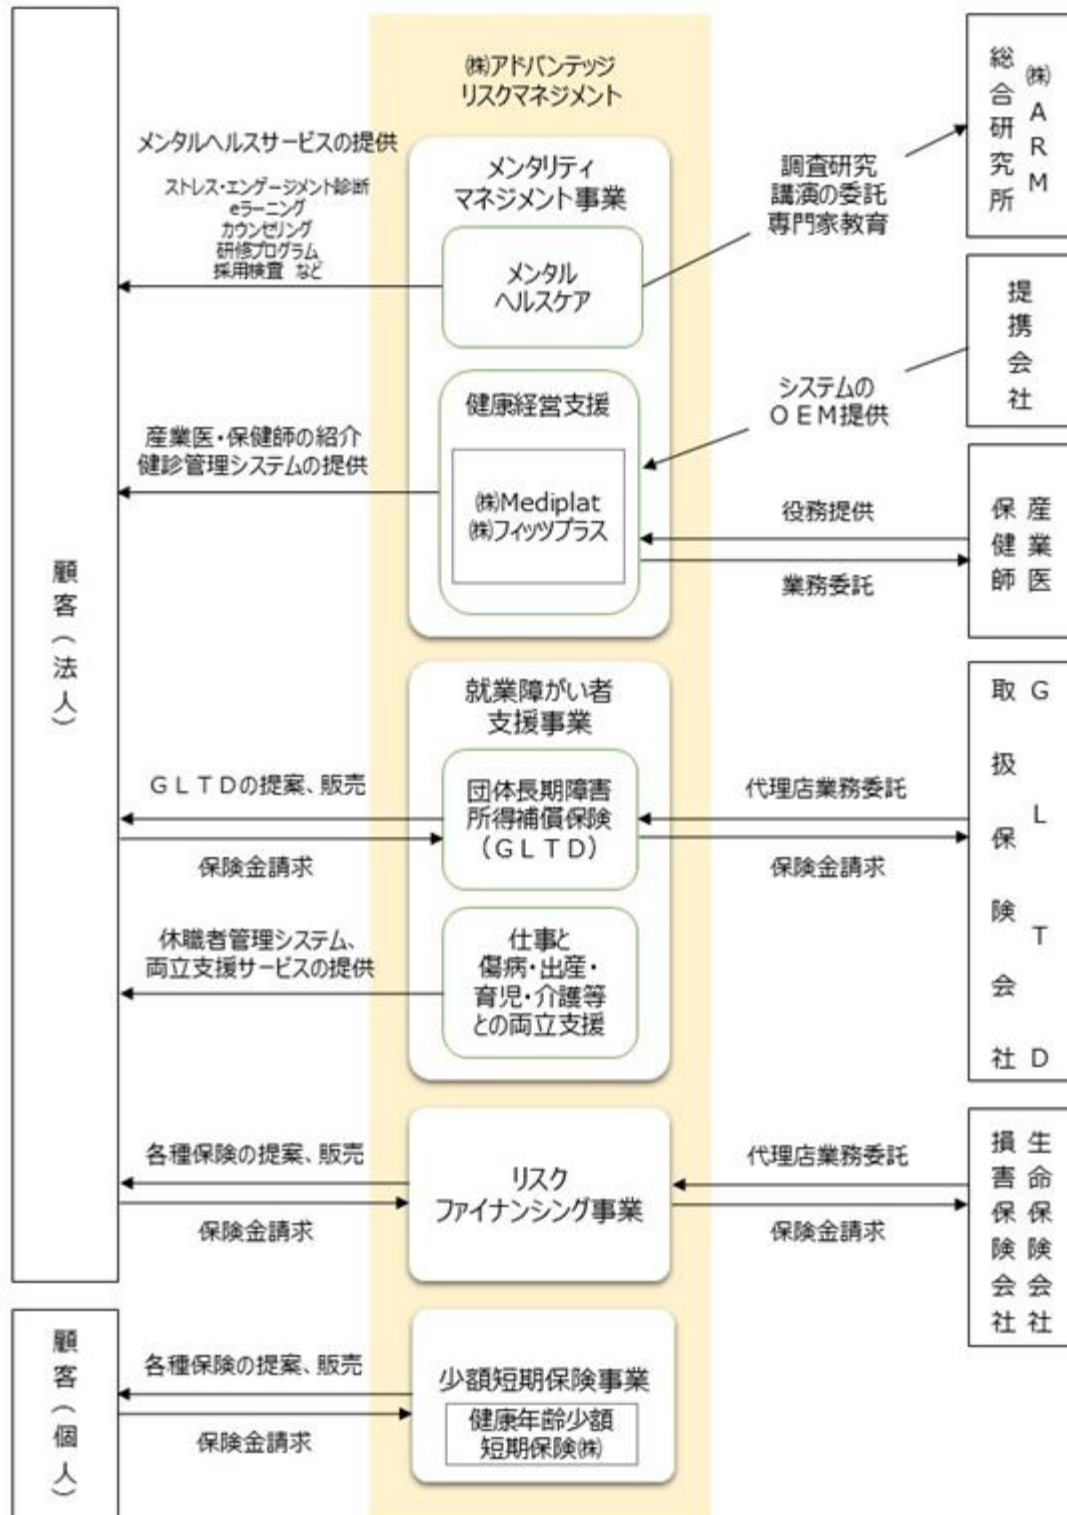 ㈱アドバンテッジ
リスクマネジメント
顧客（法人）
メンタルヘルスサービスの提供
ストレス・エンゲージメント診断
eラーニング
カウンセリング
研修プログラム
採用検査 など
メンタリティ
マネジメント事業
メンタル
ヘルスケア
調査研究
講演の委託
専門家教育
㈱ARM
総合研究所
産業医・保健師の紹介
健診管理システムの提供
健康経営支援
㈱Mediplat
㈱フィッツプラス
システムの
ＯＥＭ提供
提携会社
役務提供
業務委託
産業医
保健師
就業障がい者
支援事業
ＧＬＴＤの提案、販売
保険金請求
団体長期障害
所得補償保険
（ＧＬＴＤ）
代理店業務委託
保険金請求
ＧＬＴＤ
取扱保険会社
休職者管理システム、
両立支援サービスの提供
仕事と
傷病・出産・
育児・介護等
との両立支援
各種保険の提案、販売
保険金請求
リスク
ファイナンシング事業
代理店業務委託
保険金請求
生命保険会社
損害保険会社
顧客（個人）
各種保険の提案、販売
保険金請求
少額短期保険事業
健康年齢少額
短期保険㈱